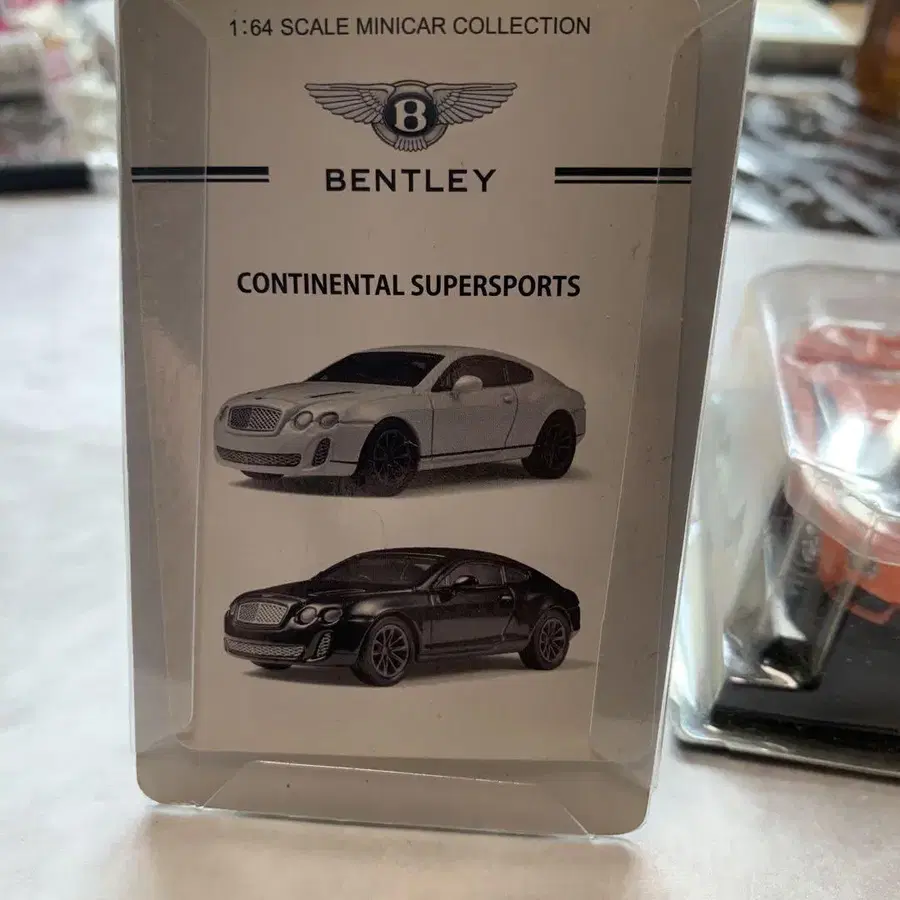 1:64 SCALE MINICAR COLLECTION
B
BENTLEY
CONTINENTAL SUPERSPORTS